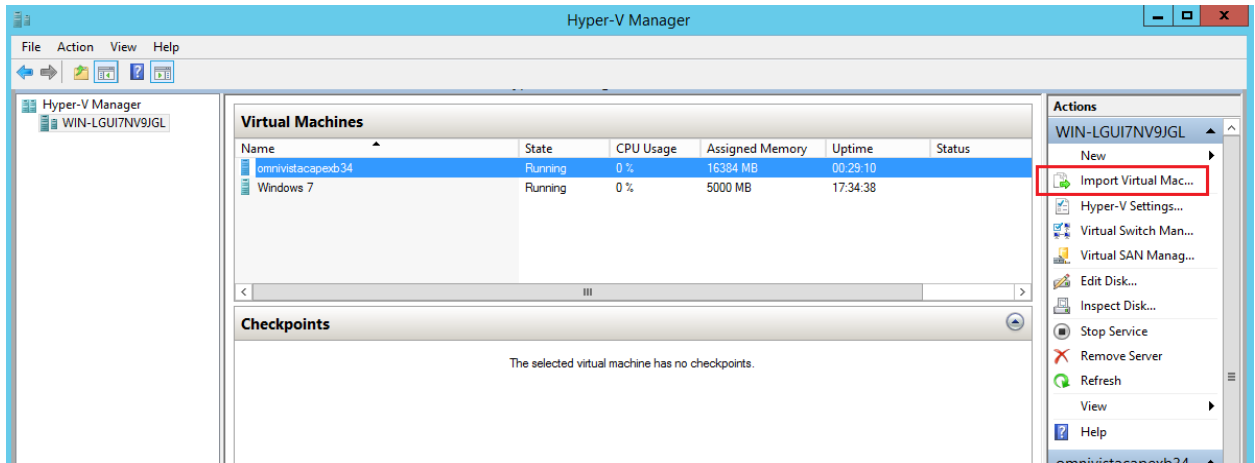 Hyper-V Manager
File Action View Help
Hyper-V Manager
WIN-LGUI7NV9JGL
Virtual Machines
Name State CPU Usage Assigned Memory Uptime Status
omnivistacapexb34 Running 0 % 16384 MB 00:29:10
Windows 7 Running 0 % 5000 MB 17:34:38
Checkpoints
The selected virtual machine has no checkpoints.
Actions
WIN-LGUI7NV9JGL
New
Import Virtual Mac...
Hyper-V Settings...
Virtual Switch Man...
Virtual SAN Manag...
Edit Disk...
Inspect Disk...
Stop Service
Remove Server
Refresh
View
Help
omnivistacapexb34